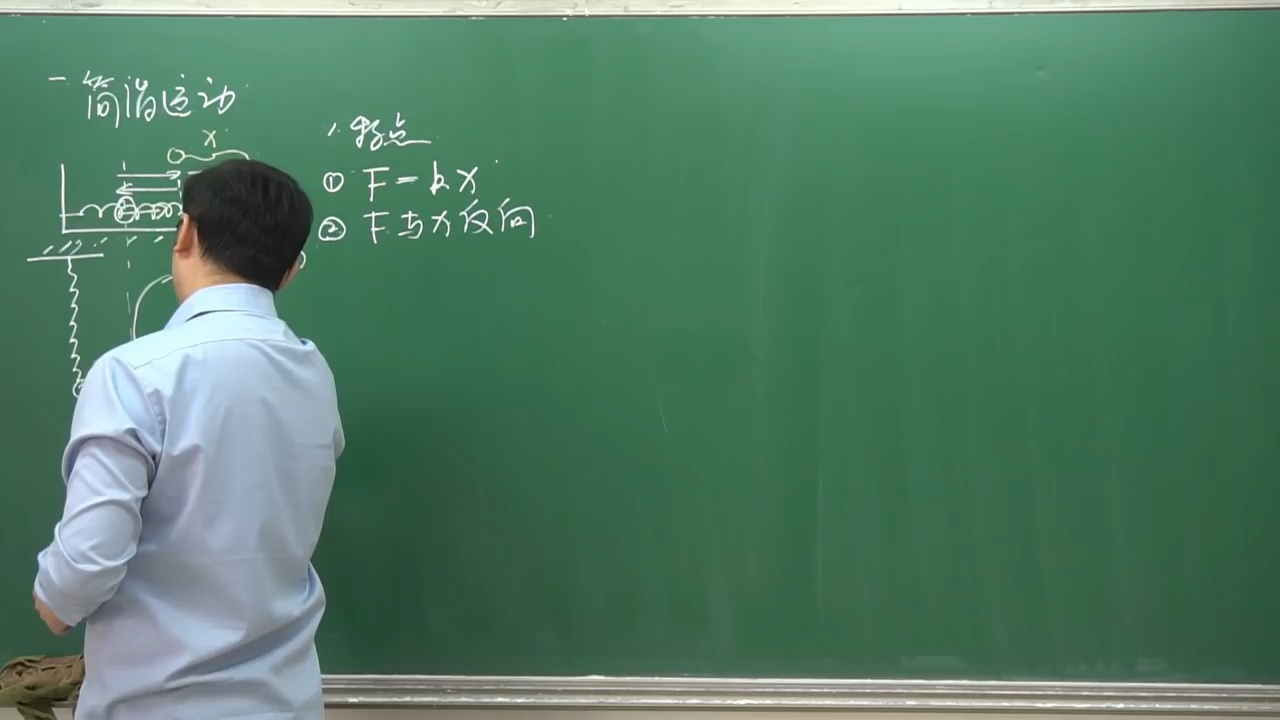 一 简谐运动
x
1. 特点
① F=kx
② F与x反向